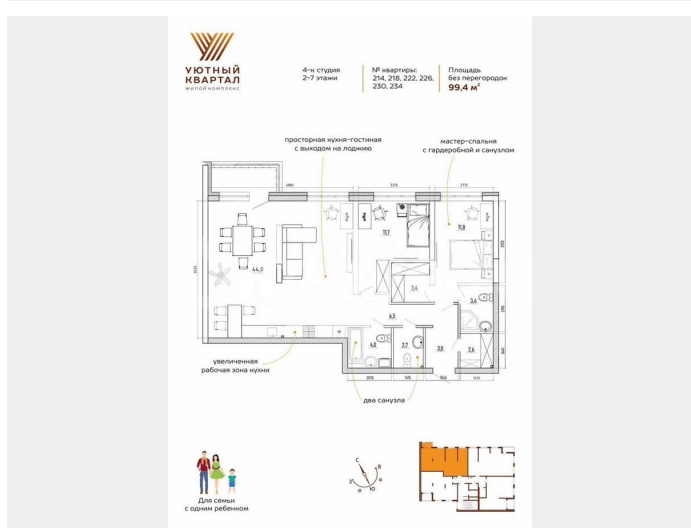 УЮТНЫЙ
КВАРТАЛ
ЖИЛОЙ КОМПЛЕКС
4-к студия
2-7 этажи
№ квартиры:
214, 218, 222, 226,
230, 234
Площадь
без перегородок
99,4 м²
просторная кухня-гостиная
с выходом на лоджию
мастер-спальня
с гардеробной и санузлом
11,7
11,8
44,0
3,4
3,4
6,5
4,0
2,7
3,0
2,6
увеличенная
рабочая зона кухни
два санузла
Для семьи
с одним ребенком
С
В
З
Ю